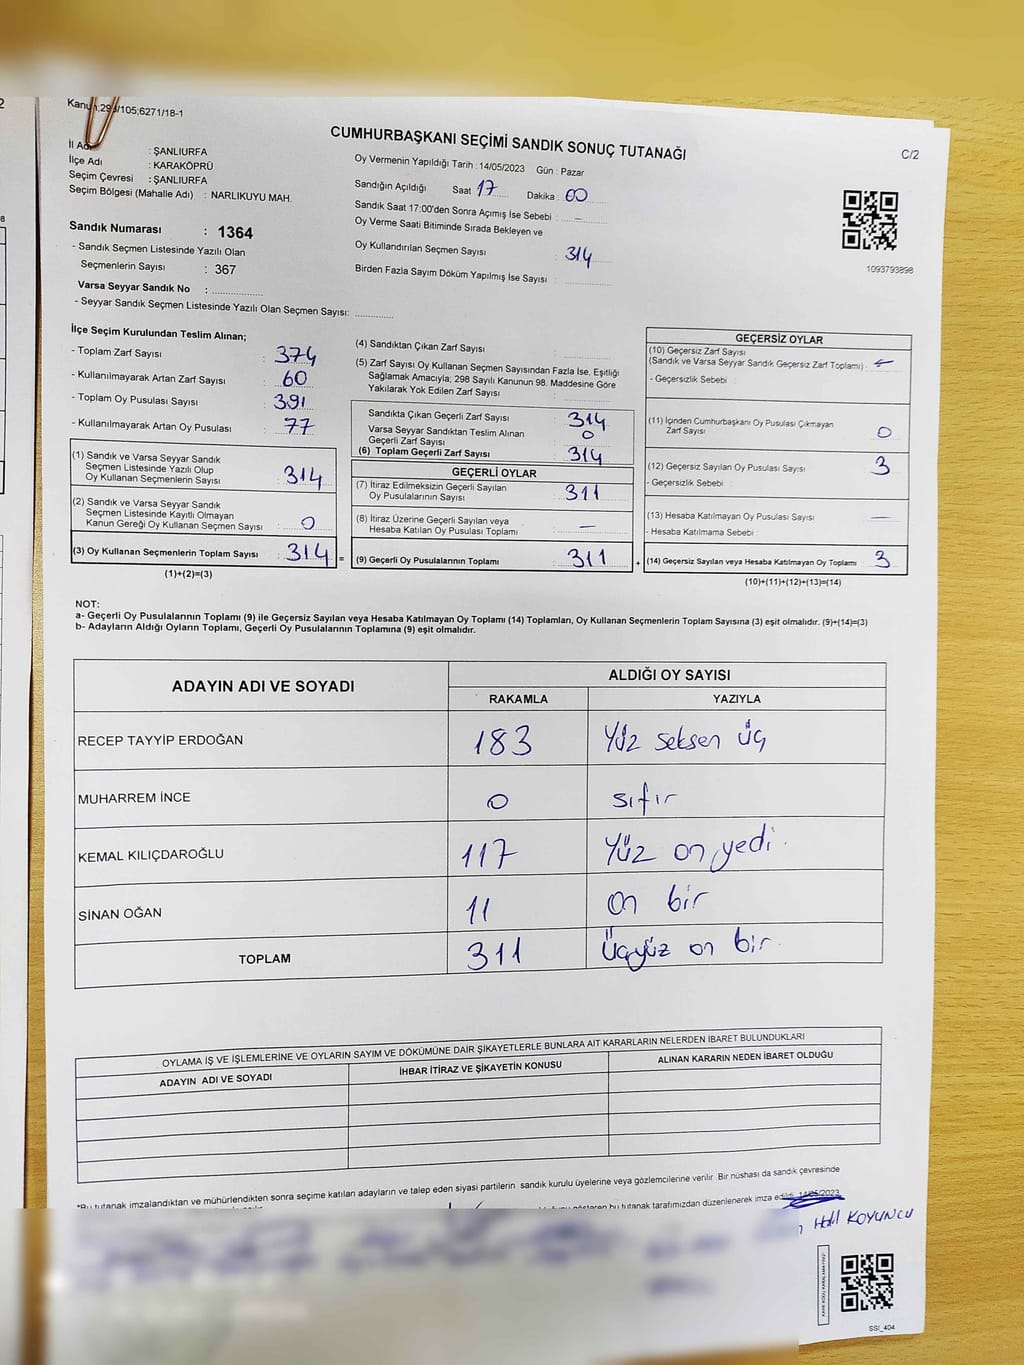 Kanun;298/105;6271/18-1
CUMHURBAŞKANI SEÇİMİ SANDIK SONUÇ TUTANAĞI
C/2
İl Adı : ŞANLIURFA
İlçe Adı : KARAKÖPRÜ
Seçim Çevresi : ŞANLIURFA
Seçim Bölgesi (Mahalle Adı) : NARLIKUYU MAH.
Sandık Numarası : 1364
- Sandık Seçmen Listesinde Yazılı Olan
Seçmenlerin Sayısı : 367
Varsa Seyyar Sandık No :
- Seyyar Sandık Seçmen Listesinde Yazılı Olan Seçmen Sayısı:
Oy Vermenin Yapıldığı Tarih : 14/05/2023 Gün : Pazar
Sandığın Açıldığı Saat 17 Dakika : 00
Sandık Saat 17:00'den Sonra Açımış İse Sebebi : -
Oy Verme Saati Bitiminde Sırada Bekleyen ve
Oy Kullandırılan Seçmen Sayısı : 314
Birden Fazla Sayım Döküm Yapılmış İse Sayısı :
1093793898
İlçe Seçim Kurulundan Teslim Alınan;
- Toplam Zarf Sayısı : 374
- Kullanılmayarak Artan Zarf Sayısı : 60
- Toplam Oy Pusulası Sayısı : 391
- Kullanılmayarak Artan Oy Pusulası : 77
(1) Sandık ve Varsa Seyyar Sandık
Seçmen Listesinde Yazılı Olup
Oy Kullanan Seçmenlerin Sayısı : 314
(2) Sandık ve Varsa Seyyar Sandık
Seçmen Listesinde Kayıtlı Olmayan
Kanun Gereği Oy Kullanan Seçmen Sayısı : 0
(3) Oy Kullanan Seçmenlerin Toplam Sayısı : 314 =
(1)+(2)=(3)
(4) Sandıktan Çıkan Zarf Sayısı :
(5) Zarf Sayısı Oy Kullanan Seçmen Sayısından Fazla İse, Eşitliği
Sağlamak Amacıyla; 298 Sayılı Kanunun 98. Maddesine Göre
Yakılarak Yok Edilen Zarf Sayısı :
Sandıkta Çıkan Geçerli Zarf Sayısı : 314
Varsa Seyyar Sandıktan Teslim Alınan
Geçerli Zarf Sayısı : 0
(6) Toplam Geçerli Zarf Sayısı : 314
GEÇERLİ OYLAR
(7) İtiraz Edilmeksizin Geçerli Sayılan
Oy Pusulalarının Sayısı : 311
(8) İtiraz Üzerine Geçerli Sayılan veya
Hesaba Katılan Oy Pusulası Toplamı : -
(9) Geçerli Oy Pusulalarının Toplamı : 311 +
GEÇERSİZ OYLAR
(10) Geçersiz Zarf Sayısı
(Sandık ve Varsa Seyyar Sandık Geçersiz Zarf Toplamı) :
- Geçersizlik Sebebi :
(11) İçinden Cumhurbaşkanı Oy Pusulası Çıkmayan
Zarf Sayısı : 0
(12) Geçersiz Sayılan Oy Pusulası Sayısı : 3
- Geçersizlik Sebebi :
(13) Hesaba Katılmayan Oy Pusulası Sayısı : -
- Hesaba Katılmama Sebebi :
(14) Geçersiz Sayılan veya Hesaba Katılmayan Oy Toplamı : 3
(10)+(11)+(12)+(13)=(14)
NOT:
a- Geçerli Oy Pusulalarının Toplamı (9) ile Geçersiz Sayılan veya Hesaba Katılmayan Oy Toplamı (14) Toplamları, Oy Kullanan Seçmenlerin Toplam Sayısına (3) eşit olmalıdır. (9)+(14)=(3)
b- Adayların Aldığı Oyların Toplamı, Geçerli Oy Pusulalarının Toplamına (9) eşit olmalıdır.
ADAYIN ADI VE SOYADI ALDIĞI OY SAYISI
RAKAMLA YAZIYLA
RECEP TAYYİP ERDOĞAN 183 Yüz seksen üç
MUHARREM İNCE 0 sıfır
KEMAL KILIÇDAROĞLU 117 Yüz on yedi
SİNAN OĞAN 11 On bir
TOPLAM 311 Üçyüz on bir
OYLAMA İŞ VE İŞLEMLERİNE VE OYLARIN SAYIM VE DÖKÜMÜNE DAİR ŞİKAYETLERLE BUNLARA AİT KARARLARIN NELERDEN İBARET BULUNDUKLARI
ADAYIN ADI VE SOYADI İHBAR İTİRAZ VE ŞİKAYETİN KONUSU ALINAN KARARIN NEDEN İBARET OLDUĞU
*Bu tutanak imzalandıktan ve mühürlendikten sonra seçime katılan adayların ve talep eden siyasi partilerin sandık kurulu üyelerine veya gözlemcilerine verilir. Bir nüshası da sandık çevresinde
bu tutanak tarafımızdan düzenlenerek imza edildi. 14/05/2023
Halil KOYUNCU
SSI_404